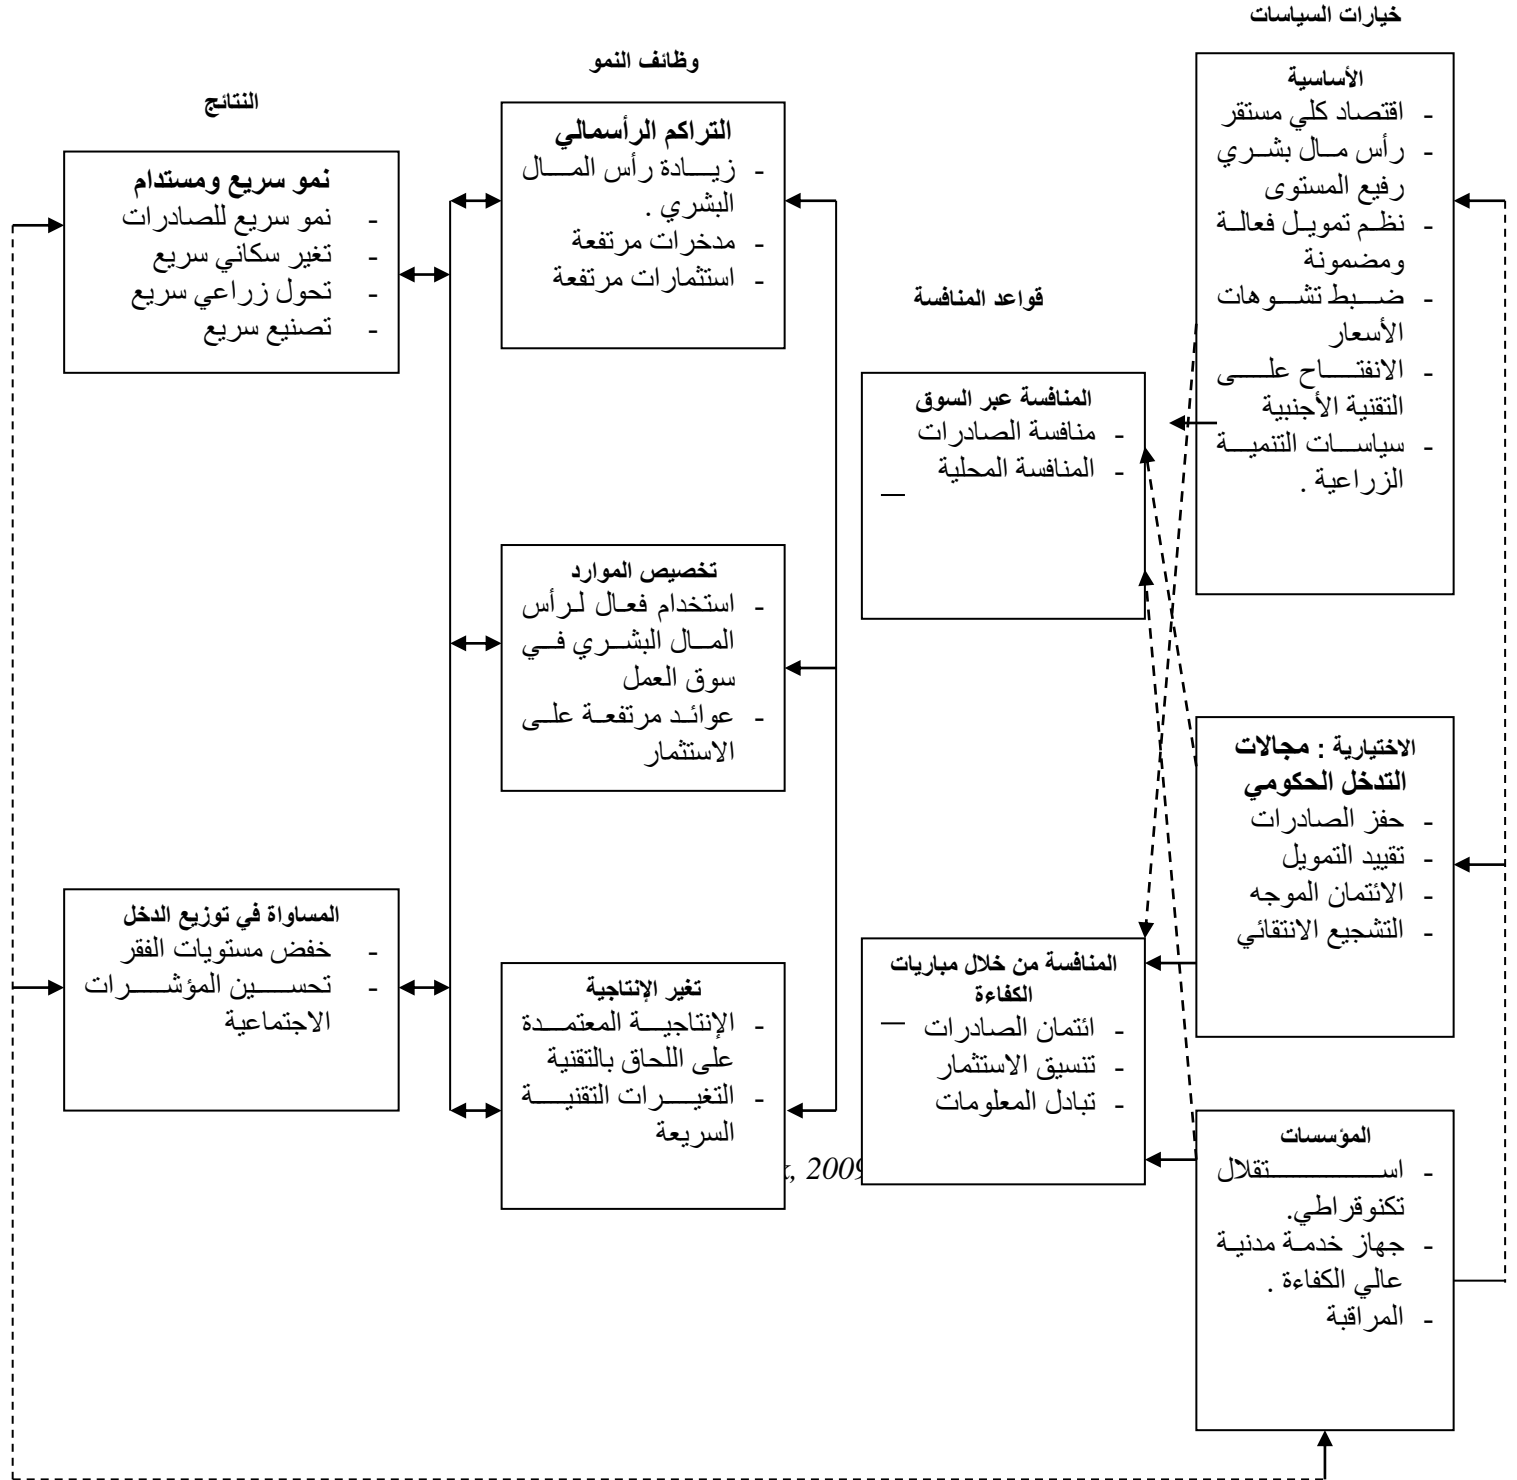 خيارات السياسات
الأساسية
- اقتصاد كلي مستقر
- رأس مال بشري
رفيع المستوى
- نظم تمويل فعالة
ومضمونة
- ضبط تشوهات
الأسعار
- الانفتاح على
التقنية الأجنبية
- سياسات التنمية
الزراعية .
الاختيارية : مجالات
التدخل الحكومي
- حفز الصادرات
- تقييد التمويل
- الائتمان الموجه
- التشجيع الانتقائي
المؤسسات
- استقلال
تكنوقراطي.
- جهاز خدمة مدنية
عالي الكفاءة .
- المراقبة
قواعد المنافسة
المنافسة عبر السوق
- منافسة الصادرات
- المنافسة المحلية
المنافسة من خلال مباريات
الكفاءة
- ائتمان الصادرات
- تنسيق الاستثمار
- تبادل المعلومات
وظائف النمو
التراكم الرأسمالي
- زيادة رأس المال
البشري .
- مدخرات مرتفعة
- استثمارات مرتفعة
تخصيص الموارد
- استخدام فعال لرأس
المال البشري في
سوق العمل
- عوائد مرتفعة على
الاستثمار
تغير الإنتاجية
- الإنتاجية المعتمدة
على اللحاق بالتقنية
- التغيرات التقنية
السريعة
النتائج
نمو سريع ومستدام
- نمو سريع للصادرات
- تغير سكاني سريع
- تحول زراعي سريع
- تصنيع سريع
المساواة في توزيع الدخل
- خفض مستويات الفقر
- تحسين المؤشرات
الاجتماعية
, 2009